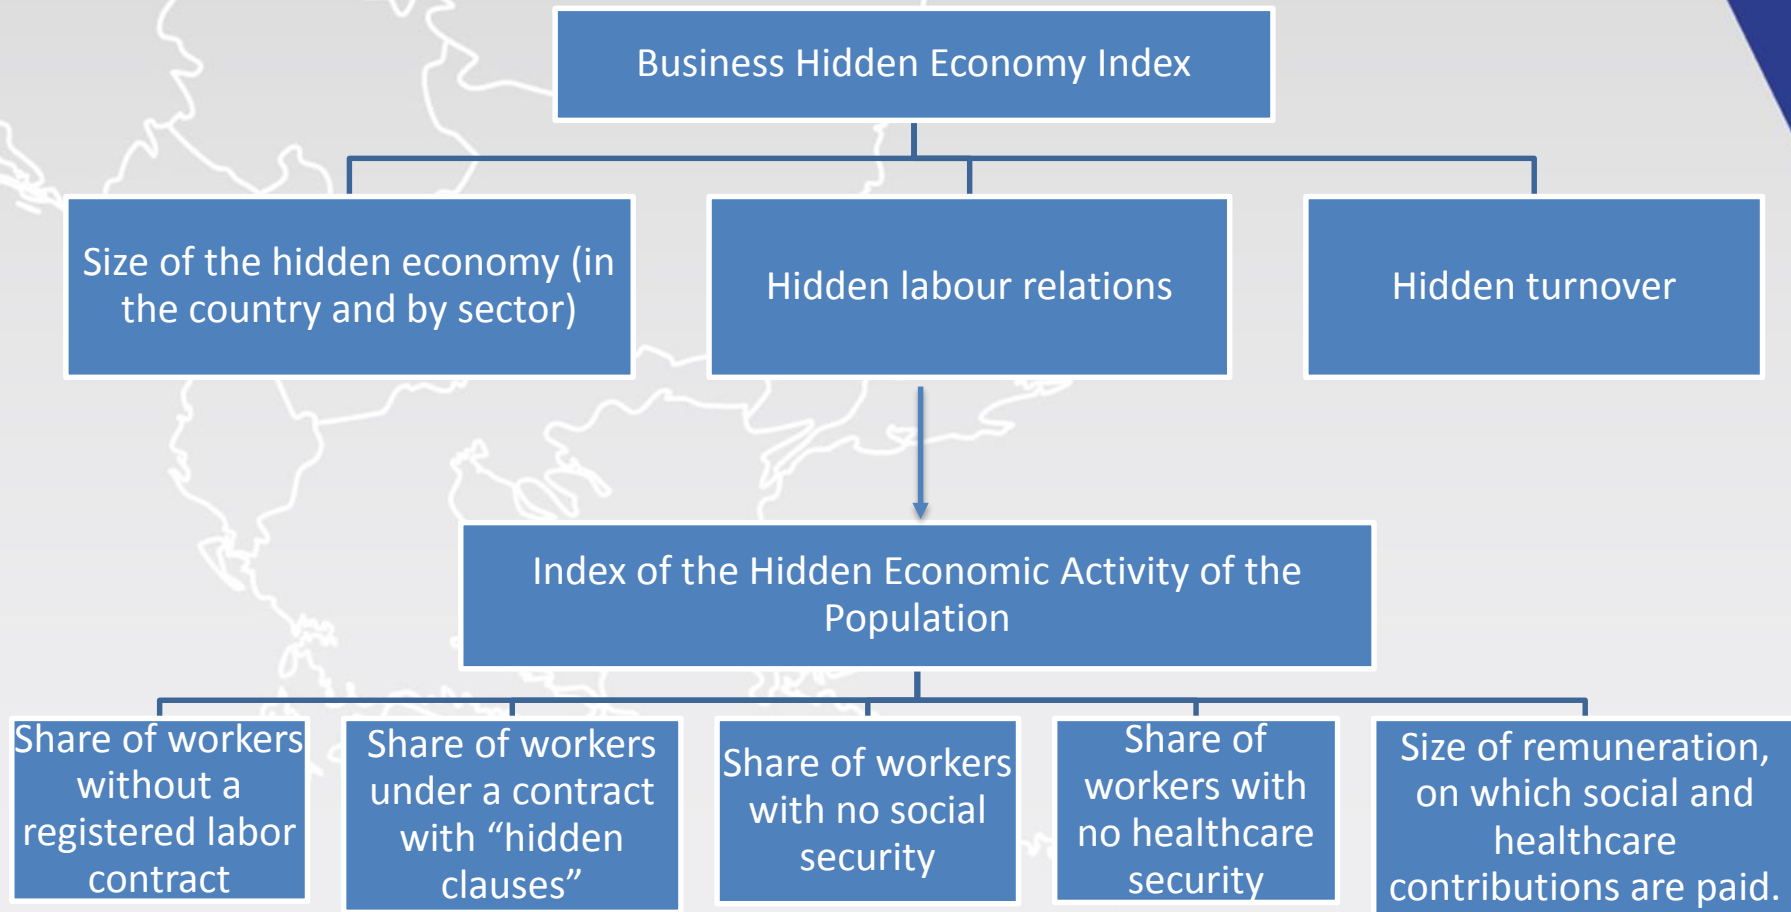 Business Hidden Economy Index
Size of the hidden economy (in
the country and by sector)
Hidden labour relations
Hidden turnover
Index of the Hidden Economic Activity of the
Population
Share of workers
without a
registered labor
contract
Share of workers
under a contract
with “hidden
clauses”
Share of workers
with no social
security
Share of
workers with
no healthcare
security
Size of remuneration,
on which social and
healthcare
contributions are paid.